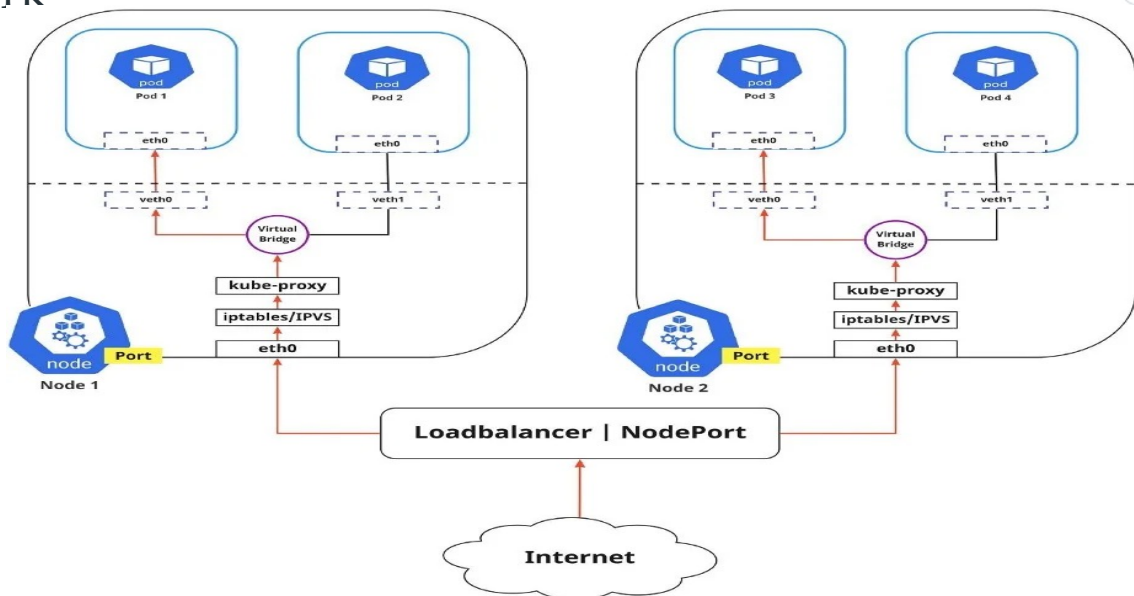 pod
Pod 1
pod
Pod 2
pod
Pod 3
pod
Pod 4
eth0
eth0
eth0
eth0
veth0
veth1
veth0
veth1
Virtual
Bridge
Virtual
Bridge
kube-proxy
kube-proxy
iptables/IPVS
iptables/IPVS
eth0
eth0
node
Port
Node 1
node
Port
Node 2
Loadbalancer | NodePort
Internet